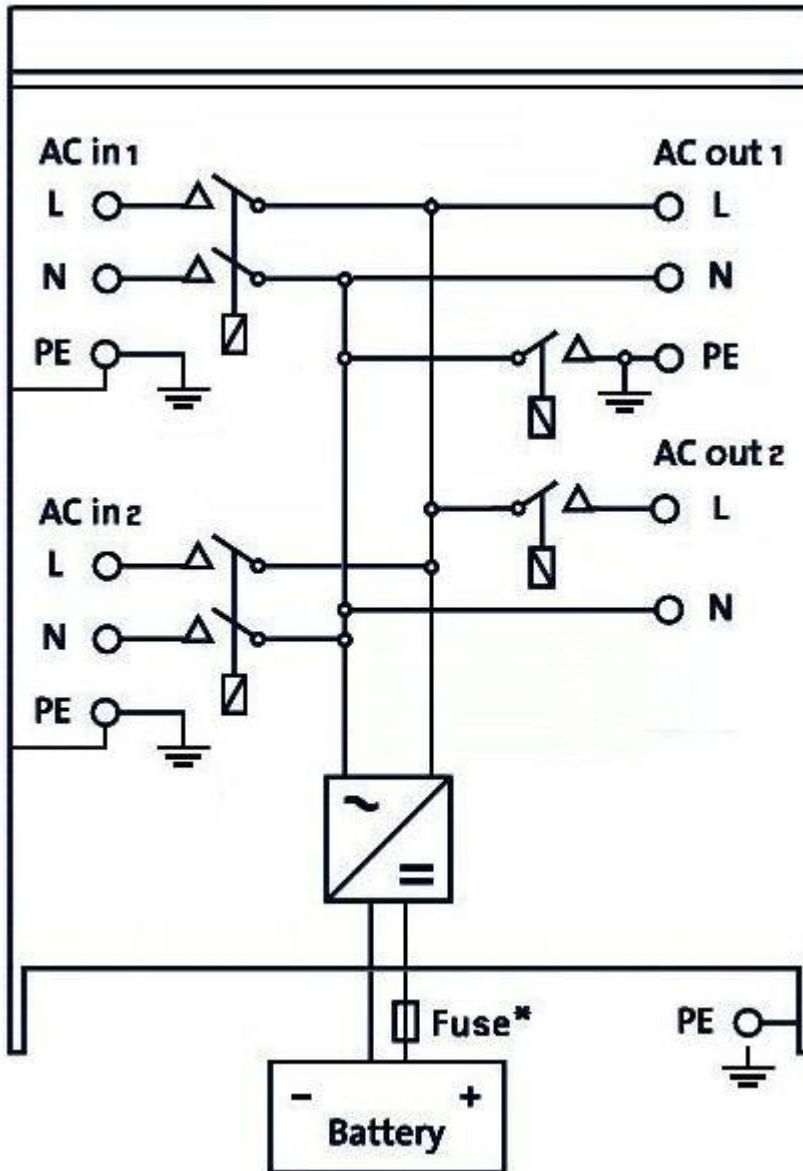 AC in 1
L
N
PE
AC out 1
L
N
PE
AC out 2
L
N
AC in 2
L
N
PE
Fuse*
PE
- +
Battery